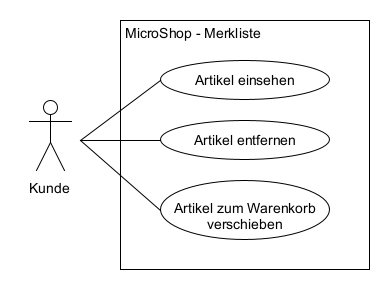 MicroShop - Merkliste
Artikel einsehen
Artikel entfernen
Kunde
Artikel zum Warenkorb
verschieben